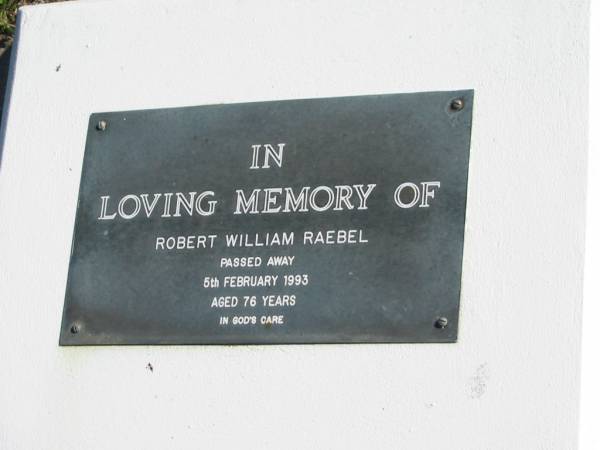 IN
LOVING MEMORY OF
ROBERT WILLIAM RAEBEL
PASSED AWAY
5th FEBRUARY 1993
AGED 76 YEARS
IN GOD'S CARE